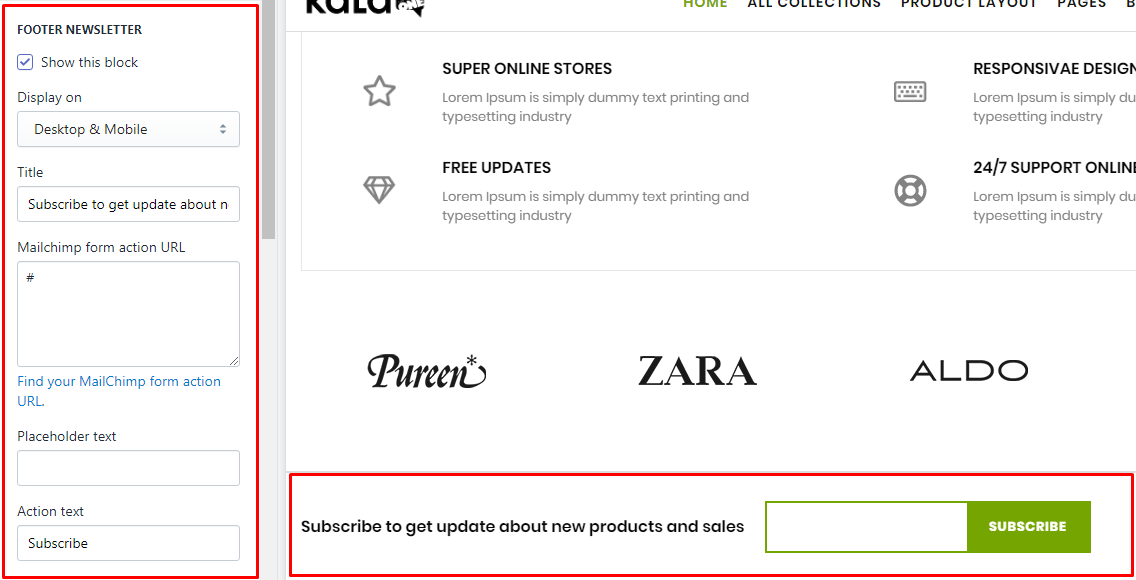 FOOTER NEWSLETTER
Show this block
Display on
Desktop & Mobile
Title
Subscribe to get update about n
Mailchimp form action URL
#
Find your MailChimp form action
URL.
Placeholder text
Action text
Subscribe
HOME ALL COLLECTIONS PRODUCT LAYOUT PAGES B
SUPER ONLINE STORES
Lorem Ipsum is simply dummy text printing and
typesetting industry
RESPONSIVAE DESIGN
Lorem Ipsum is simply du
typesetting industry
FREE UPDATES
Lorem Ipsum is simply dummy text printing and
typesetting industry
24/7 SUPPORT ONLINE
Lorem Ipsum is simply du
typesetting industry
Pureen*
ZARA
ALDO
Subscribe to get update about new products and sales
SUBSCRIBE